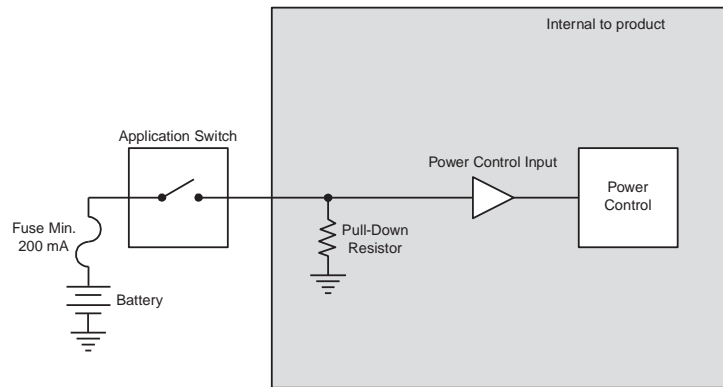 Internal to product
Application Switch
Power Control Input
Power
Control
Fuse Min.
200 mA
Pull-Down
Resistor
Battery